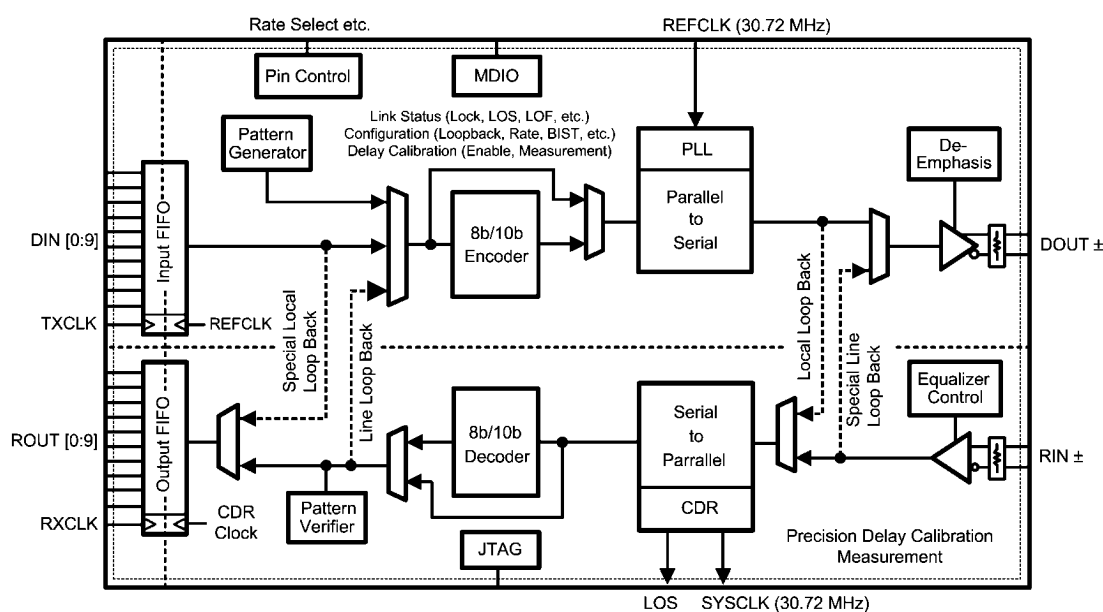 Rate Select etc.
REFCLK (30.72 MHz)
Pin Control
MDIO
Link Status (Lock, LOS, LOF, etc.)
Configuration (Loopback, Rate, BIST, etc.)
Delay Calibration (Enable, Measurement)
Pattern
Generator
PLL
Parallel
to
Serial
De-
Emphasis
DIN [0:9]
Input FIFO
8b/10b
Encoder
DOUT ±
TXCLK
REFCLK
Special Local
Loop Back
Line Loop Back
Local Loop Back
Special Line
Loop Back
Equalizer
Control
ROUT [0:9]
Output FIFO
8b/10b
Decoder
Serial
to
Parrallel
CDR
RIN ±
RXCLK
CDR
Clock
Pattern
Verifier
JTAG
Precision Delay Calibration
Measurement
LOS
SYSCLK (30.72 MHz)